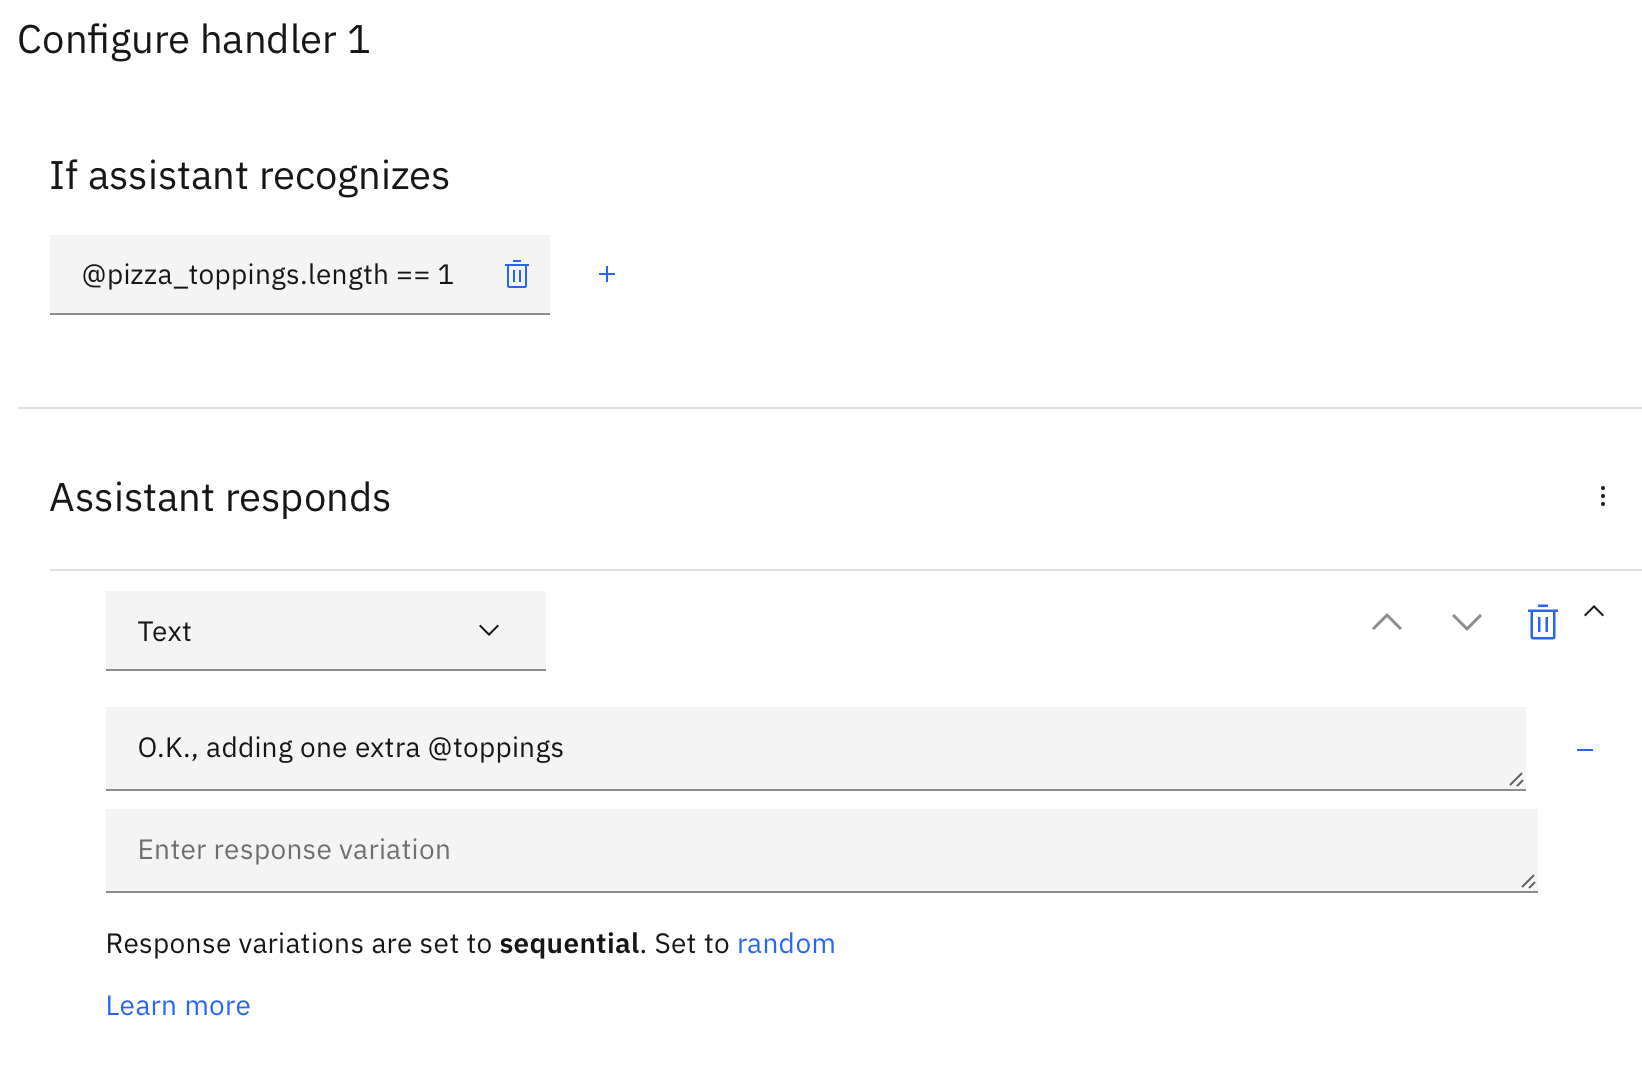 Configure handler 1
If assistant recognizes
@pizza_toppings.length == 1
Assistant responds
Text
O.K., adding one extra @toppings
Enter response variation
Response variations are set to sequential. Set to random
Learn more